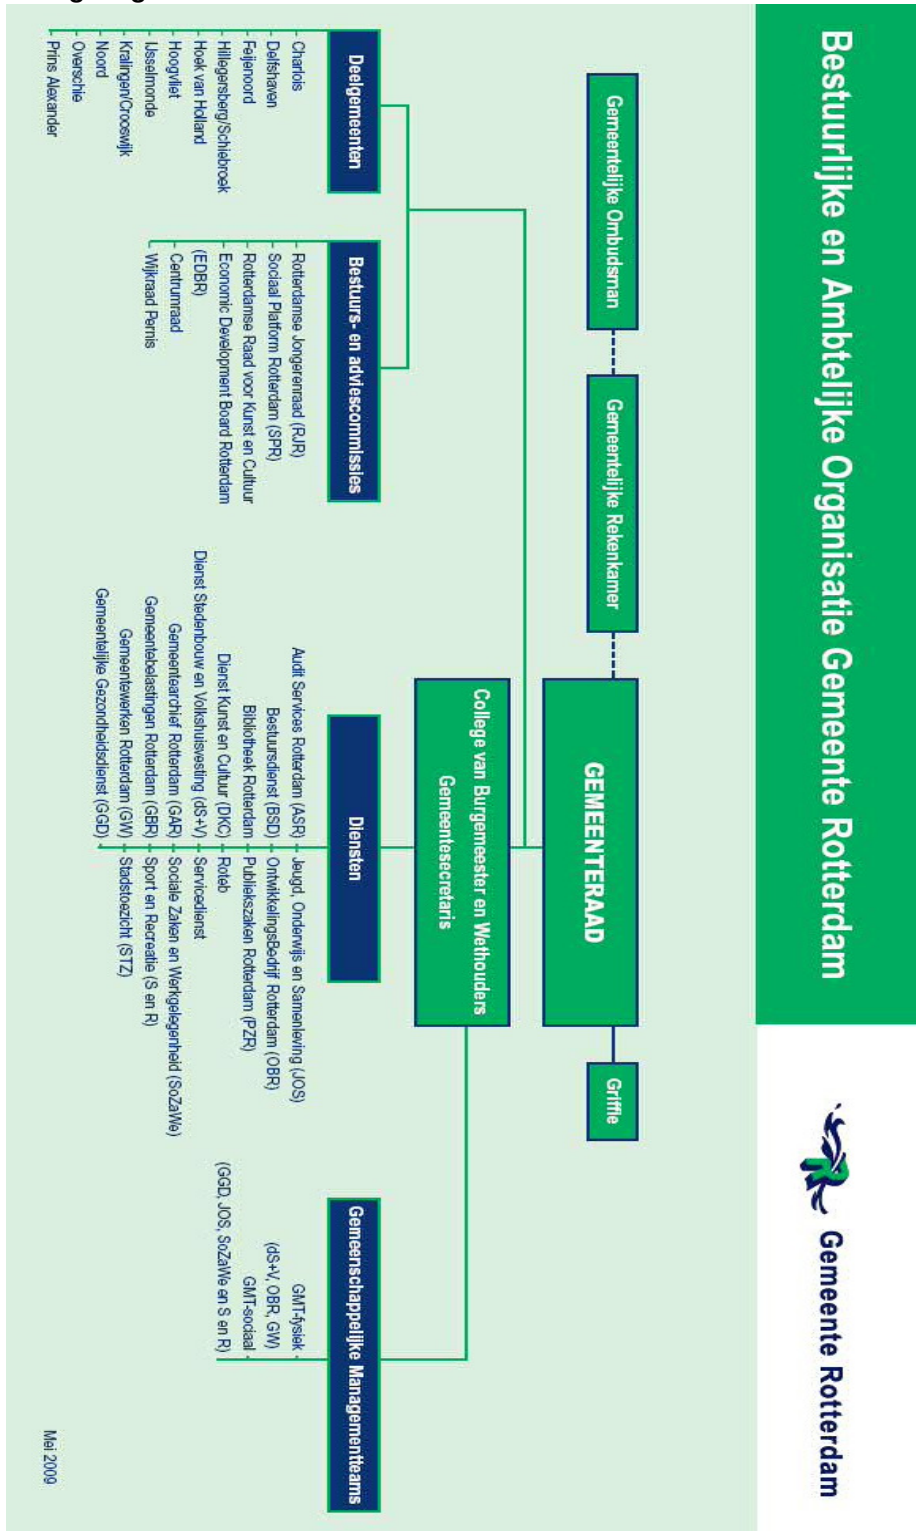 Bestuurlijke en Ambtelijke Organisatie Gemeente Rotterdam
Gemeente Rotterdam
Gemeentelijke Ombudsman
Gemeentelijke Rekenkamer
GEMEENTERAAD
Griffie
College van Burgemeester en Wethouders
Gemeentesecretaris
Deelgemeenten
- Charlois
- Delfshaven
- Feijenoord
- Hillegersberg/Schiebroek
- Hoek van Holland
- Hoogvliet
- IJsselmonde
- Kralingen/Crooswijk
- Noord
- Overschie
- Prins Alexander
Bestuurs- en adviescommissies
- Rotterdamse Jongerenraad (RJR)
- Sociaal Platform Rotterdam (SPR)
- Rotterdamse Raad voor Kunst en Cultuur
- Economic Development Board Rotterdam
(EDBR)
- Centrumraad
- Wijkraad Pernis
Diensten
Audit Services Rotterdam (ASR) -
Bestuursdienst (BSD) -
Bibliotheek Rotterdam -
Dienst Kunst en Cultuur (DKC) -
Dienst Stedenbouw en Volkshuisvesting (dS+V) -
Gemeentearchief Rotterdam (GAR) -
Gemeentebelastingen Rotterdam (GBR) -
Gemeentewerken Rotterdam (GW) -
Gemeentelijke Gezondheidsdienst (GGD) -
- Jeugd, Onderwijs en Samenleving (JOS)
- OntwikkelingsBedrijf Rotterdam (OBR)
- Publiekszaken Rotterdam (PZR)
- Roteb
- Servicedienst
- Sociale Zaken en Werkgelegenheid (SoZaWe)
- Sport en Recreatie (S en R)
- Stadstoezicht (STZ)
Gemeenschappelijke Managementteams
GMT-fysiek -
(dS+V, OBR, GW)
GMT-sociaal -
(GGD, JOS, SoZaWe en S en R)
Mei 2009